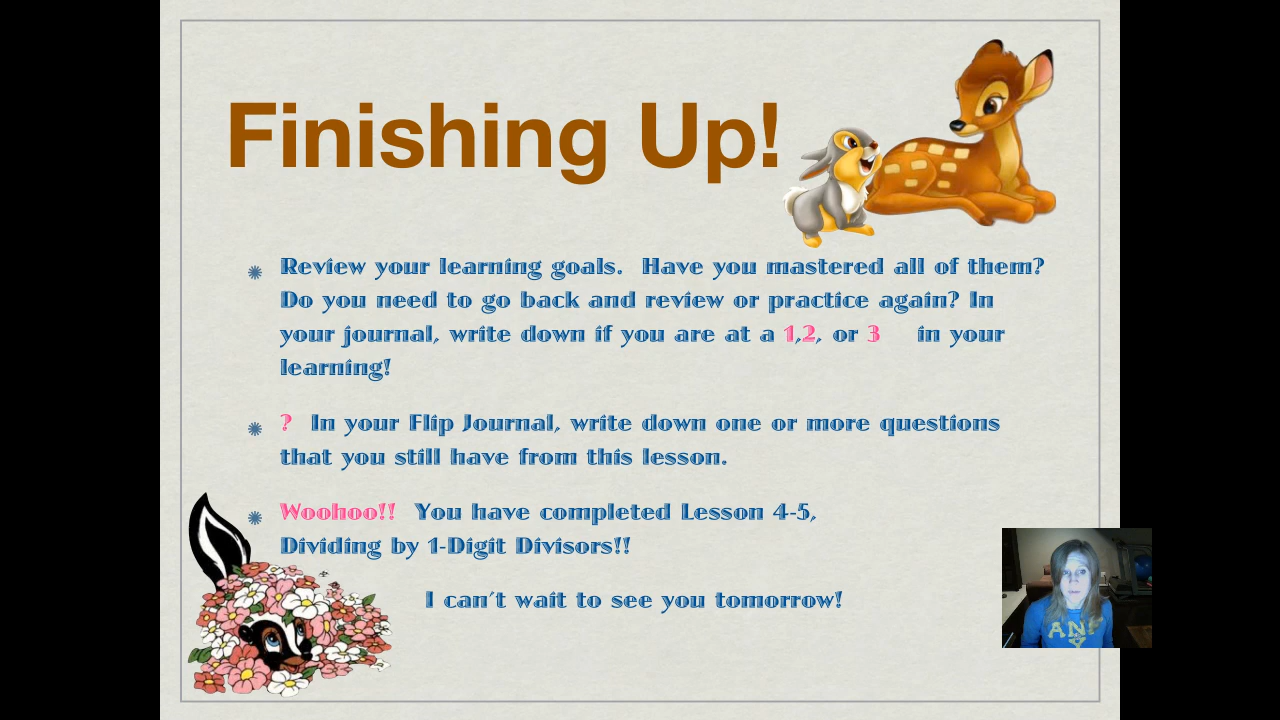 Finishing Up!
Review your learning goals. Have you mastered all of them?
Do you need to go back and review or practice again? In
your journal, write down if you are at a 1,2, or 3 in your
learning!
? In your Flip Journal, write down one or more questions
that you still have from this lesson.
Woohoo!! You have completed Lesson 4-5,
Dividing by 1-Digit Divisors!!
I can't wait to see you tomorrow!